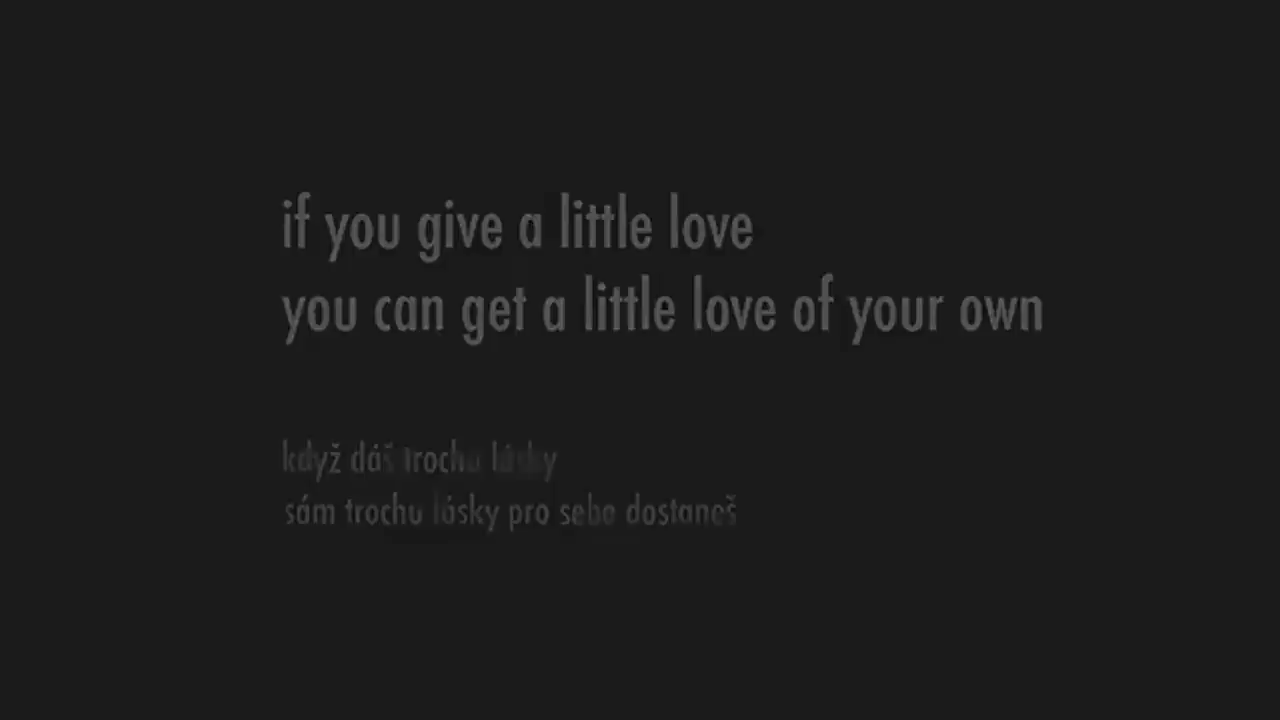 if you give a little love
you can get a little love of your own
když dáš trochu lásky
sám trochu lásky pro sebe dostaneš